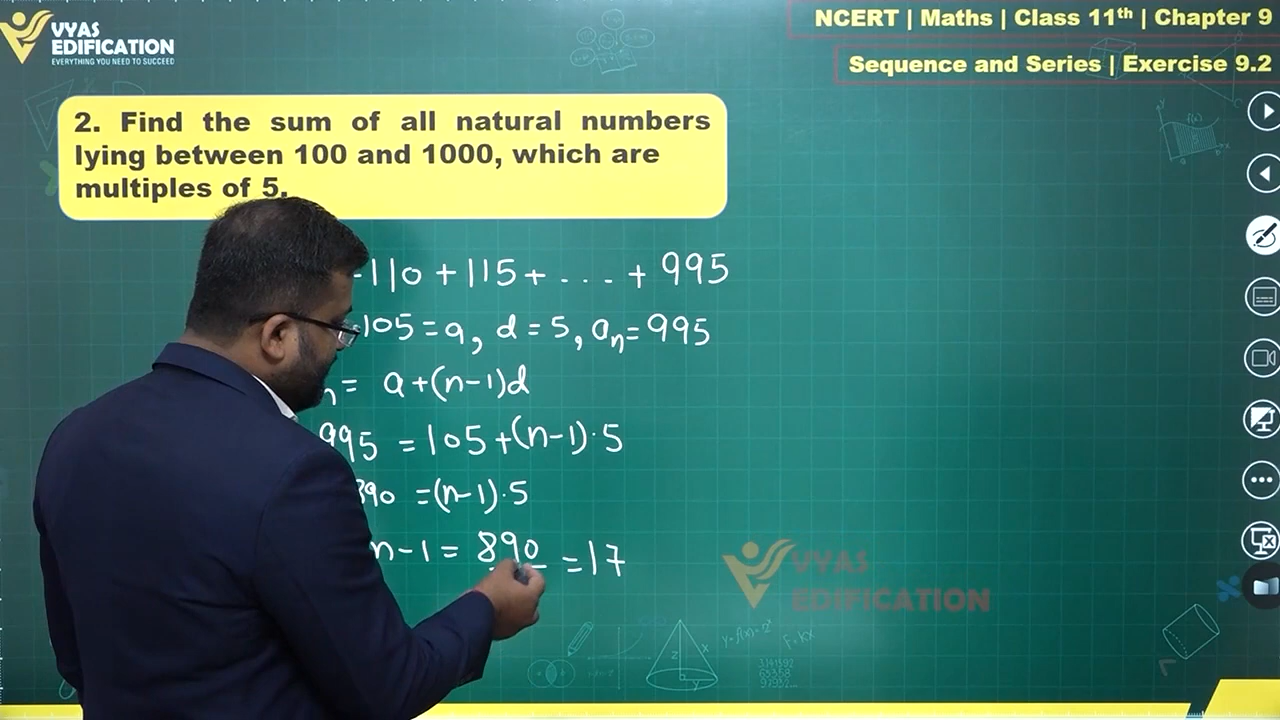 VYAS
EDIFICATION
EVERYTHING YOU NEED TO SUCCEED
NCERT | Maths | Class 11th | Chapter 9
Sequence and Series | Exercise 9.2
2. Find the sum of all natural numbers
lying between 100 and 1000, which are
multiples of 5.
110 + 115 + . . . . + 995
105 = a, d = 5, an = 995
n = a + (n-1)d
995 = 105 + (n-1) · 5
890 = (n-1) · 5
n-1 = 890 = 17
VYAS
EDIFICATION